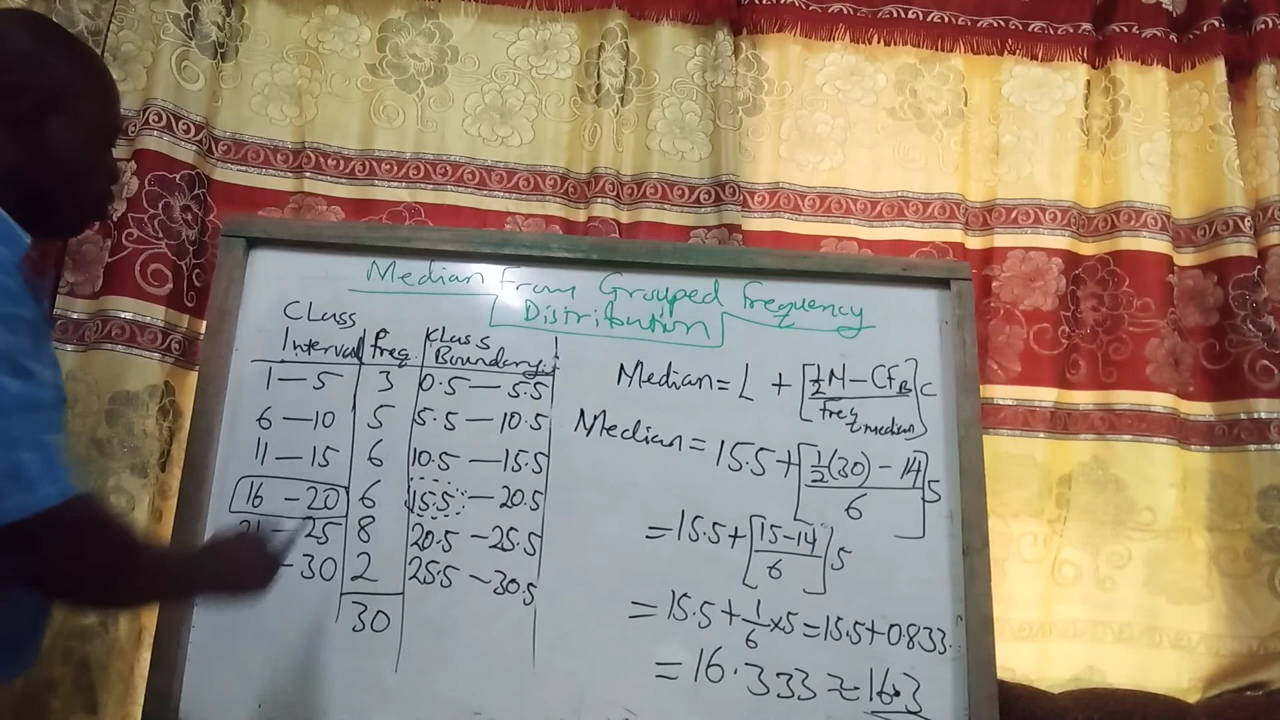 Median From Grouped Frequency
Distribution
Class Interval | freq | Class Boundary
1 – 5 | 3 | 0.5 – 5.5
6 – 10 | 5 | 5.5 – 10.5
11 – 15 | 6 | 10.5 – 15.5
16 – 20 | 6 | 15.5 – 20.5
21 – 25 | 8 | 20.5 – 25.5
– 30 | 2 | 25.5 – 30.5
30
Median = L + [(½N – CF_B)/freq median] C
Median = 15.5 + [(½(30) – 14)/6] 5
= 15.5 + [(15 – 14)/6] 5
= 15.5 + 1/6 × 5 = 15.5 + 0.833
= 16.333 ≈ 16.3